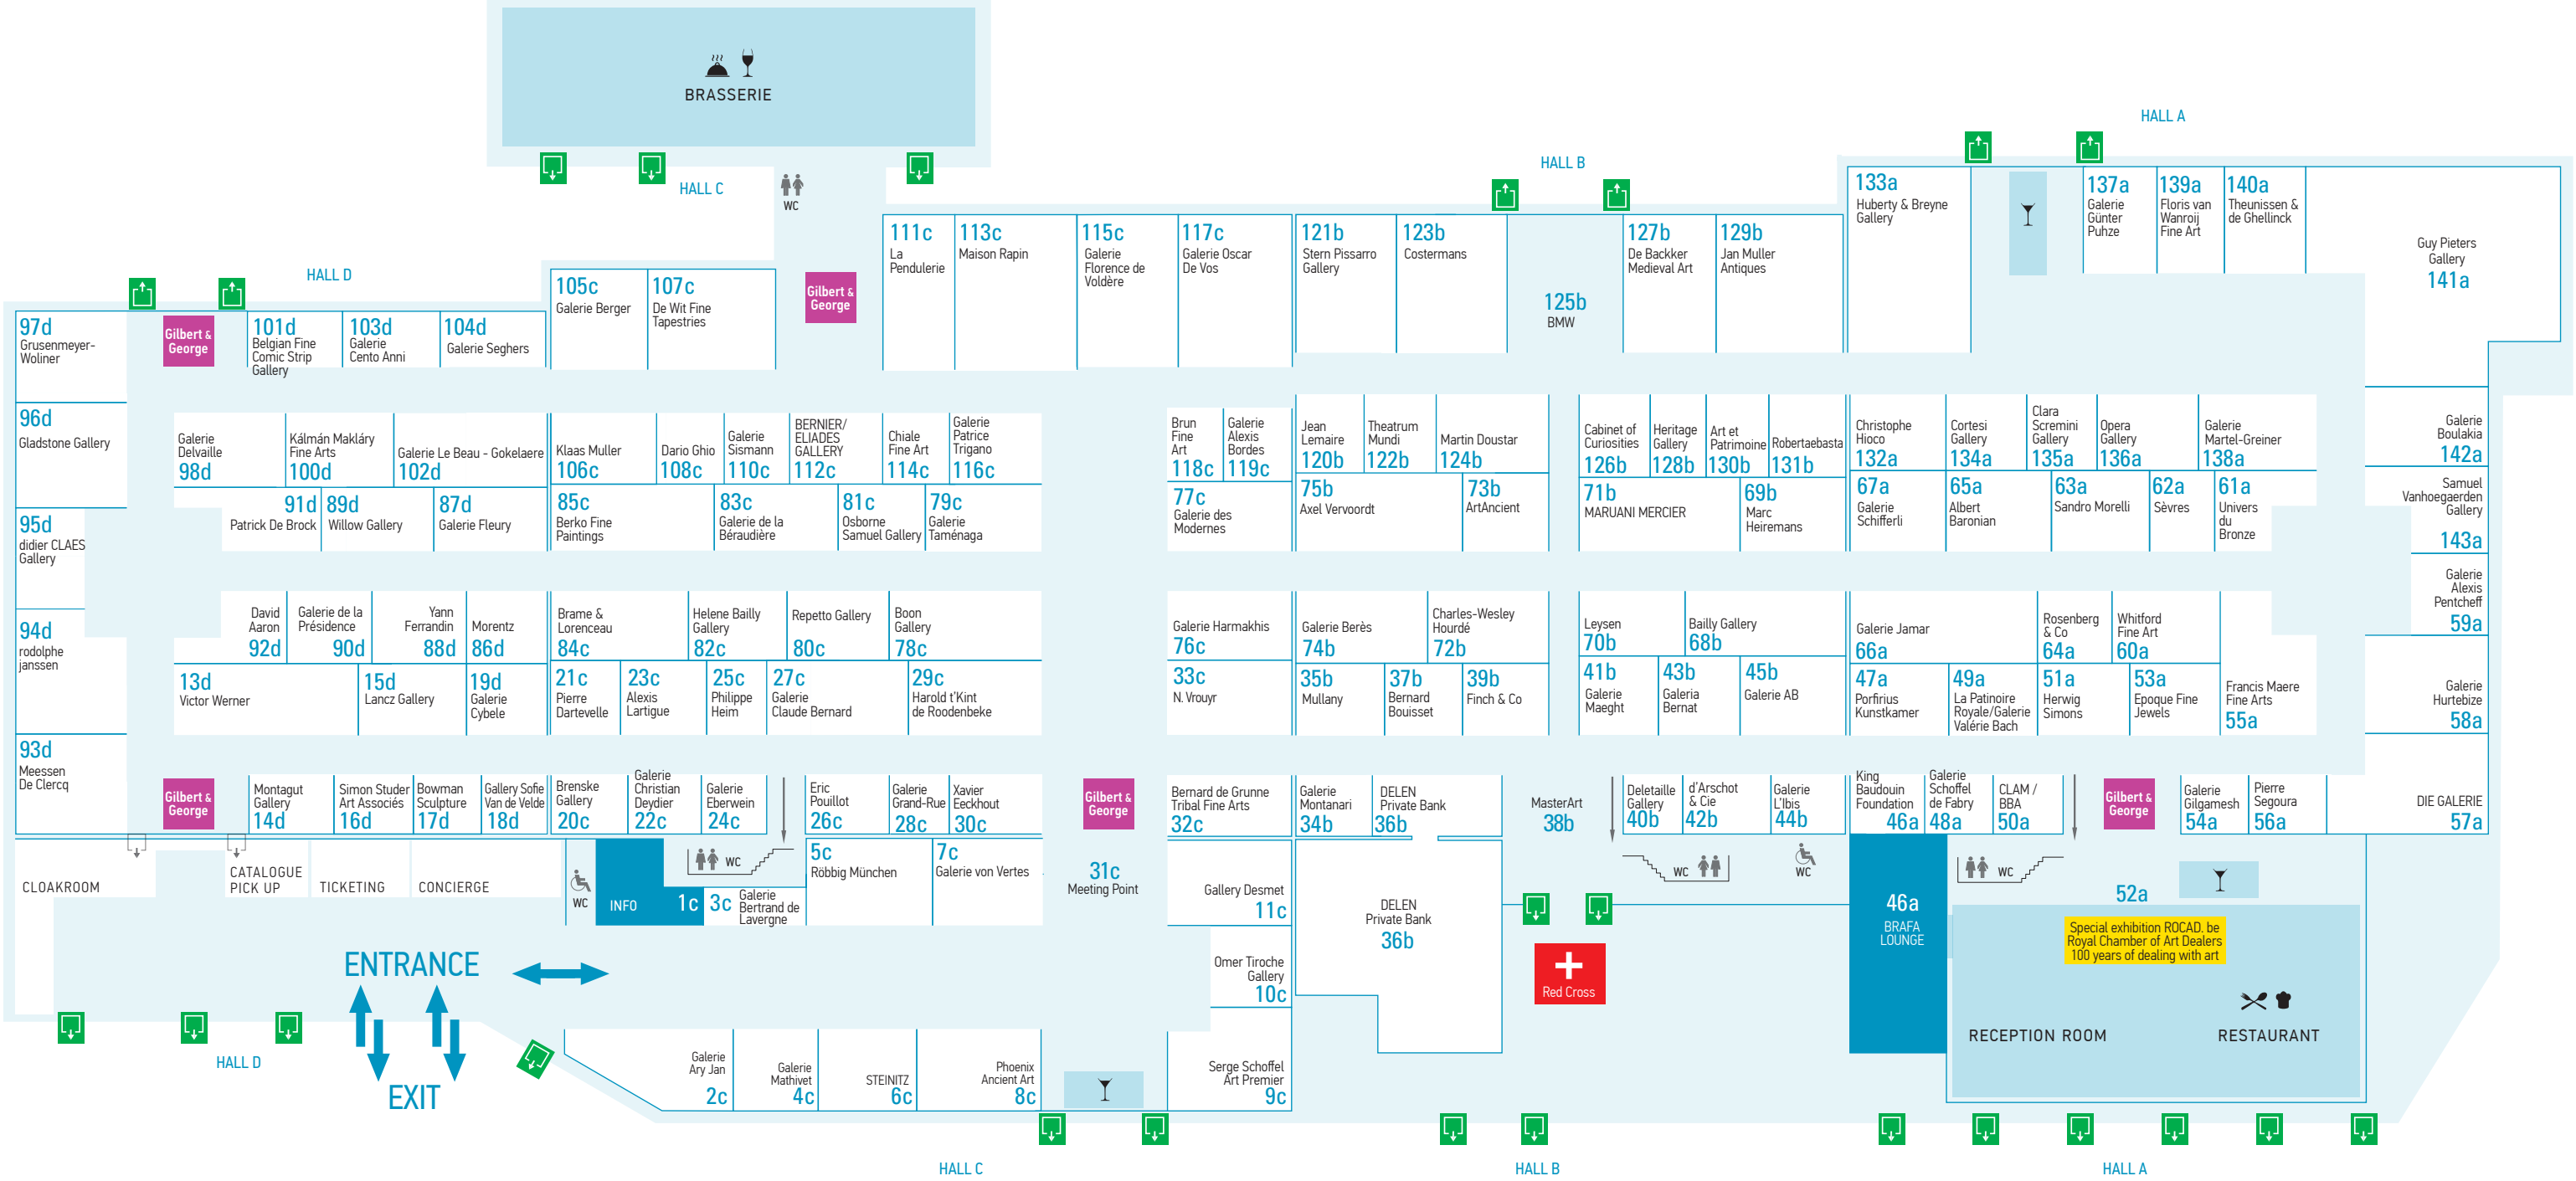 BRASSERIE
HALL A
HALL B
HALL C
WC
HALL D
133a
Huberty & Breyne
Gallery
137a
Galerie
Günter
Puhze
139a
Floris van
Wanroij
Fine Art
140a
Theunissen &
de Ghellinck
Guy Pieters
Gallery
141a
111c
La
Pendulerie
113c
Maison Rapin
115c
Galerie
Florence de
Voldère
117c
Galerie Oscar
De Vos
121b
Stern Pissarro
Gallery
123b
Costermans
125b
BMW
127b
De Backker
Medieval Art
129b
Jan Muller
Antiques
105c
Galerie Berger
107c
De Wit Fine
Tapestries
Gilbert &
George
97d
Grusenmeyer-
Woliner
Gilbert &
George
101d
Belgian Fine
Comic Strip
Gallery
103d
Galerie
Cento Anni
104d
Galerie Seghers
96d
Gladstone Gallery
Galerie
Delvaille
98d
Kálmán Makláry
Fine Arts
100d
Galerie Le Beau - Gokelaere
102d
Klaas Muller
106c
Dario Ghio
108c
Galerie
Sismann
110c
BERNIER/
ELIADES
GALLERY
112c
Chiale
Fine Art
114c
Galerie
Patrice
Trigano
116c
Brun
Fine
Art
118c
Galerie
Alexis
Bordes
119c
Jean
Lemaire
120b
Theatrum
Mundi
122b
Martin Doustar
124b
Cabinet of
Curiosities
126b
Heritage
Gallery
128b
Art et
Patrimoine
130b
Robertaebasta
131b
Christophe
Hioco
132a
Cortesi
Gallery
134a
Clara
Scremini
Gallery
135a
Opera
Gallery
136a
Galerie
Martel-Greiner
138a
Galerie
Boulakia
142a
95d
didier CLAES
Gallery
91d
Patrick De Brock
89d
Willow Gallery
87d
Galerie Fleury
85c
Berko Fine
Paintings
83c
Galerie de la
Béraudière
81c
Osborne
Samuel Gallery
79c
Galerie
Taménaga
77c
Galerie des
Modernes
75b
Axel Vervoordt
73b
ArtAncient
71b
MARUANI MERCIER
69b
Marc
Heiremans
67a
Galerie
Schifferli
65a
Albert
Baronian
63a
Sandro Morelli
62a
Sèvres
61a
Univers
du
Bronze
Samuel
Vanhoegaerden
Gallery
143a
94d
rodolphe
janssen
David
Aaron
92d
Galerie de la
Présidence
90d
Yann
Ferrandin
88d
Morentz
86d
Brame &
Lorenceau
84c
Helene Bailly
Gallery
82c
Repetto Gallery
80c
Boon
Gallery
78c
Galerie Harmakhis
76c
Galerie Berès
74b
Charles-Wesley
Hourdé
72b
Leysen
70b
Bailly Gallery
68b
Galerie Jamar
66a
Rosenberg
& Co
64a
Whitford
Fine Art
60a
Galerie
Alexis
Pentcheff
59a
13d
Victor Werner
15d
Lancz Gallery
19d
Galerie
Cybele
21c
Pierre
Dartevelle
23c
Alexis
Lartigue
25c
Philippe
Heim
27c
Galerie
Claude Bernard
29c
Harold t'Kint
de Roodenbeke
33c
N. Vrouyr
35b
Mullany
37b
Bernard
Bouisset
39b
Finch & Co
41b
Galerie
Maeght
43b
Galeria
Bernat
45b
Galerie AB
47a
Porfirius
Kunstkamer
49a
La Patinoire
Royale/Galerie
Valérie Bach
51a
Herwig
Simons
53a
Epoque Fine
Jewels
Francis Maere
Fine Arts
55a
Galerie
Hurtebize
58a
93d
Meessen
De Clercq
Gilbert &
George
Montagut
Gallery
14d
Simon Studer
Art Associés
16d
Bowman
Sculpture
17d
Gallery Sofie
Van de Velde
18d
Brenske
Gallery
20c
Galerie
Christian
Deydier
22c
Galerie
Eberwein
24c
Eric
Pouillot
26c
Galerie
Grand-Rue
28c
Xavier
Eeckhout
30c
Gilbert &
George
Bernard de Grunne
Tribal Fine Arts
32c
Galerie
Montanari
34b
DELEN
Private Bank
36b
MasterArt
38b
Deletaille
Gallery
40b
d'Arschot
& Cie
42b
Galerie
L'Ibis
44b
King
Baudouin
Foundation
46a
Galerie
Schoffel
de Fabry
48a
CLAM /
BBA
50a
Gilbert &
George
Galerie
Gilgamesh
54a
Pierre
Segoura
56a
DIE GALERIE
57a
CLOAKROOM
CATALOGUE
PICK UP
TICKETING
CONCIERGE
WC
INFO
1c
WC
3c
Galerie
Bertrand de
Lavergne
5c
Röbbig München
7c
Galerie von Vertes
31c
Meeting Point
Gallery Desmet
11c
DELEN
Private Bank
36b
WC
WC
46a
BRAFA
LOUNGE
WC
52a
Special exhibition ROCAD. be
Royal Chamber of Art Dealers
100 years of dealing with art
ENTRANCE
Omer Tiroche
Gallery
10c
Red Cross
RECEPTION ROOM
RESTAURANT
HALL D
EXIT
Galerie
Ary Jan
2c
Galerie
Mathivet
4c
STEINITZ
6c
Phoenix
Ancient Art
8c
Serge Schoffel
Art Premier
9c
HALL C
HALL B
HALL A